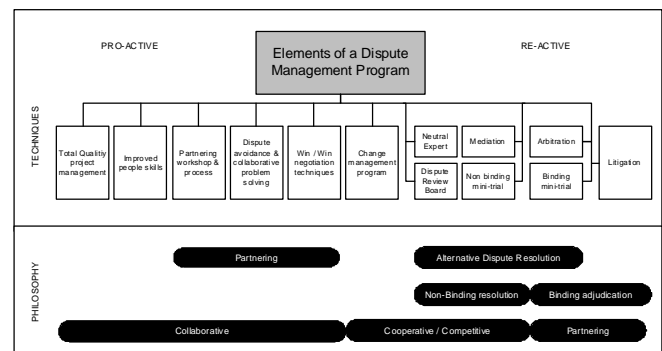 PRO-ACTIVE
Elements of a Dispute
Management Program
RE-ACTIVE
TECHNIQUES
Total Qualitiy
project
management
Improved
people skills
Partnering
workshop &
process
Dispute
avoidance &
collaborative
problem
solving
Win / Win
negotiation
techniques
Change
management
program
Neutral
Expert
Mediation
Arbitration
Dispute
Review
Board
Non binding
mini-trial
Binding
mini-trial
Litigation
PHILOSOPHY
Partnering
Alternative Dispute Resolution
Non-Binding resolution
Binding adjudication
Collaborative
Cooperative / Competitive
Partnering